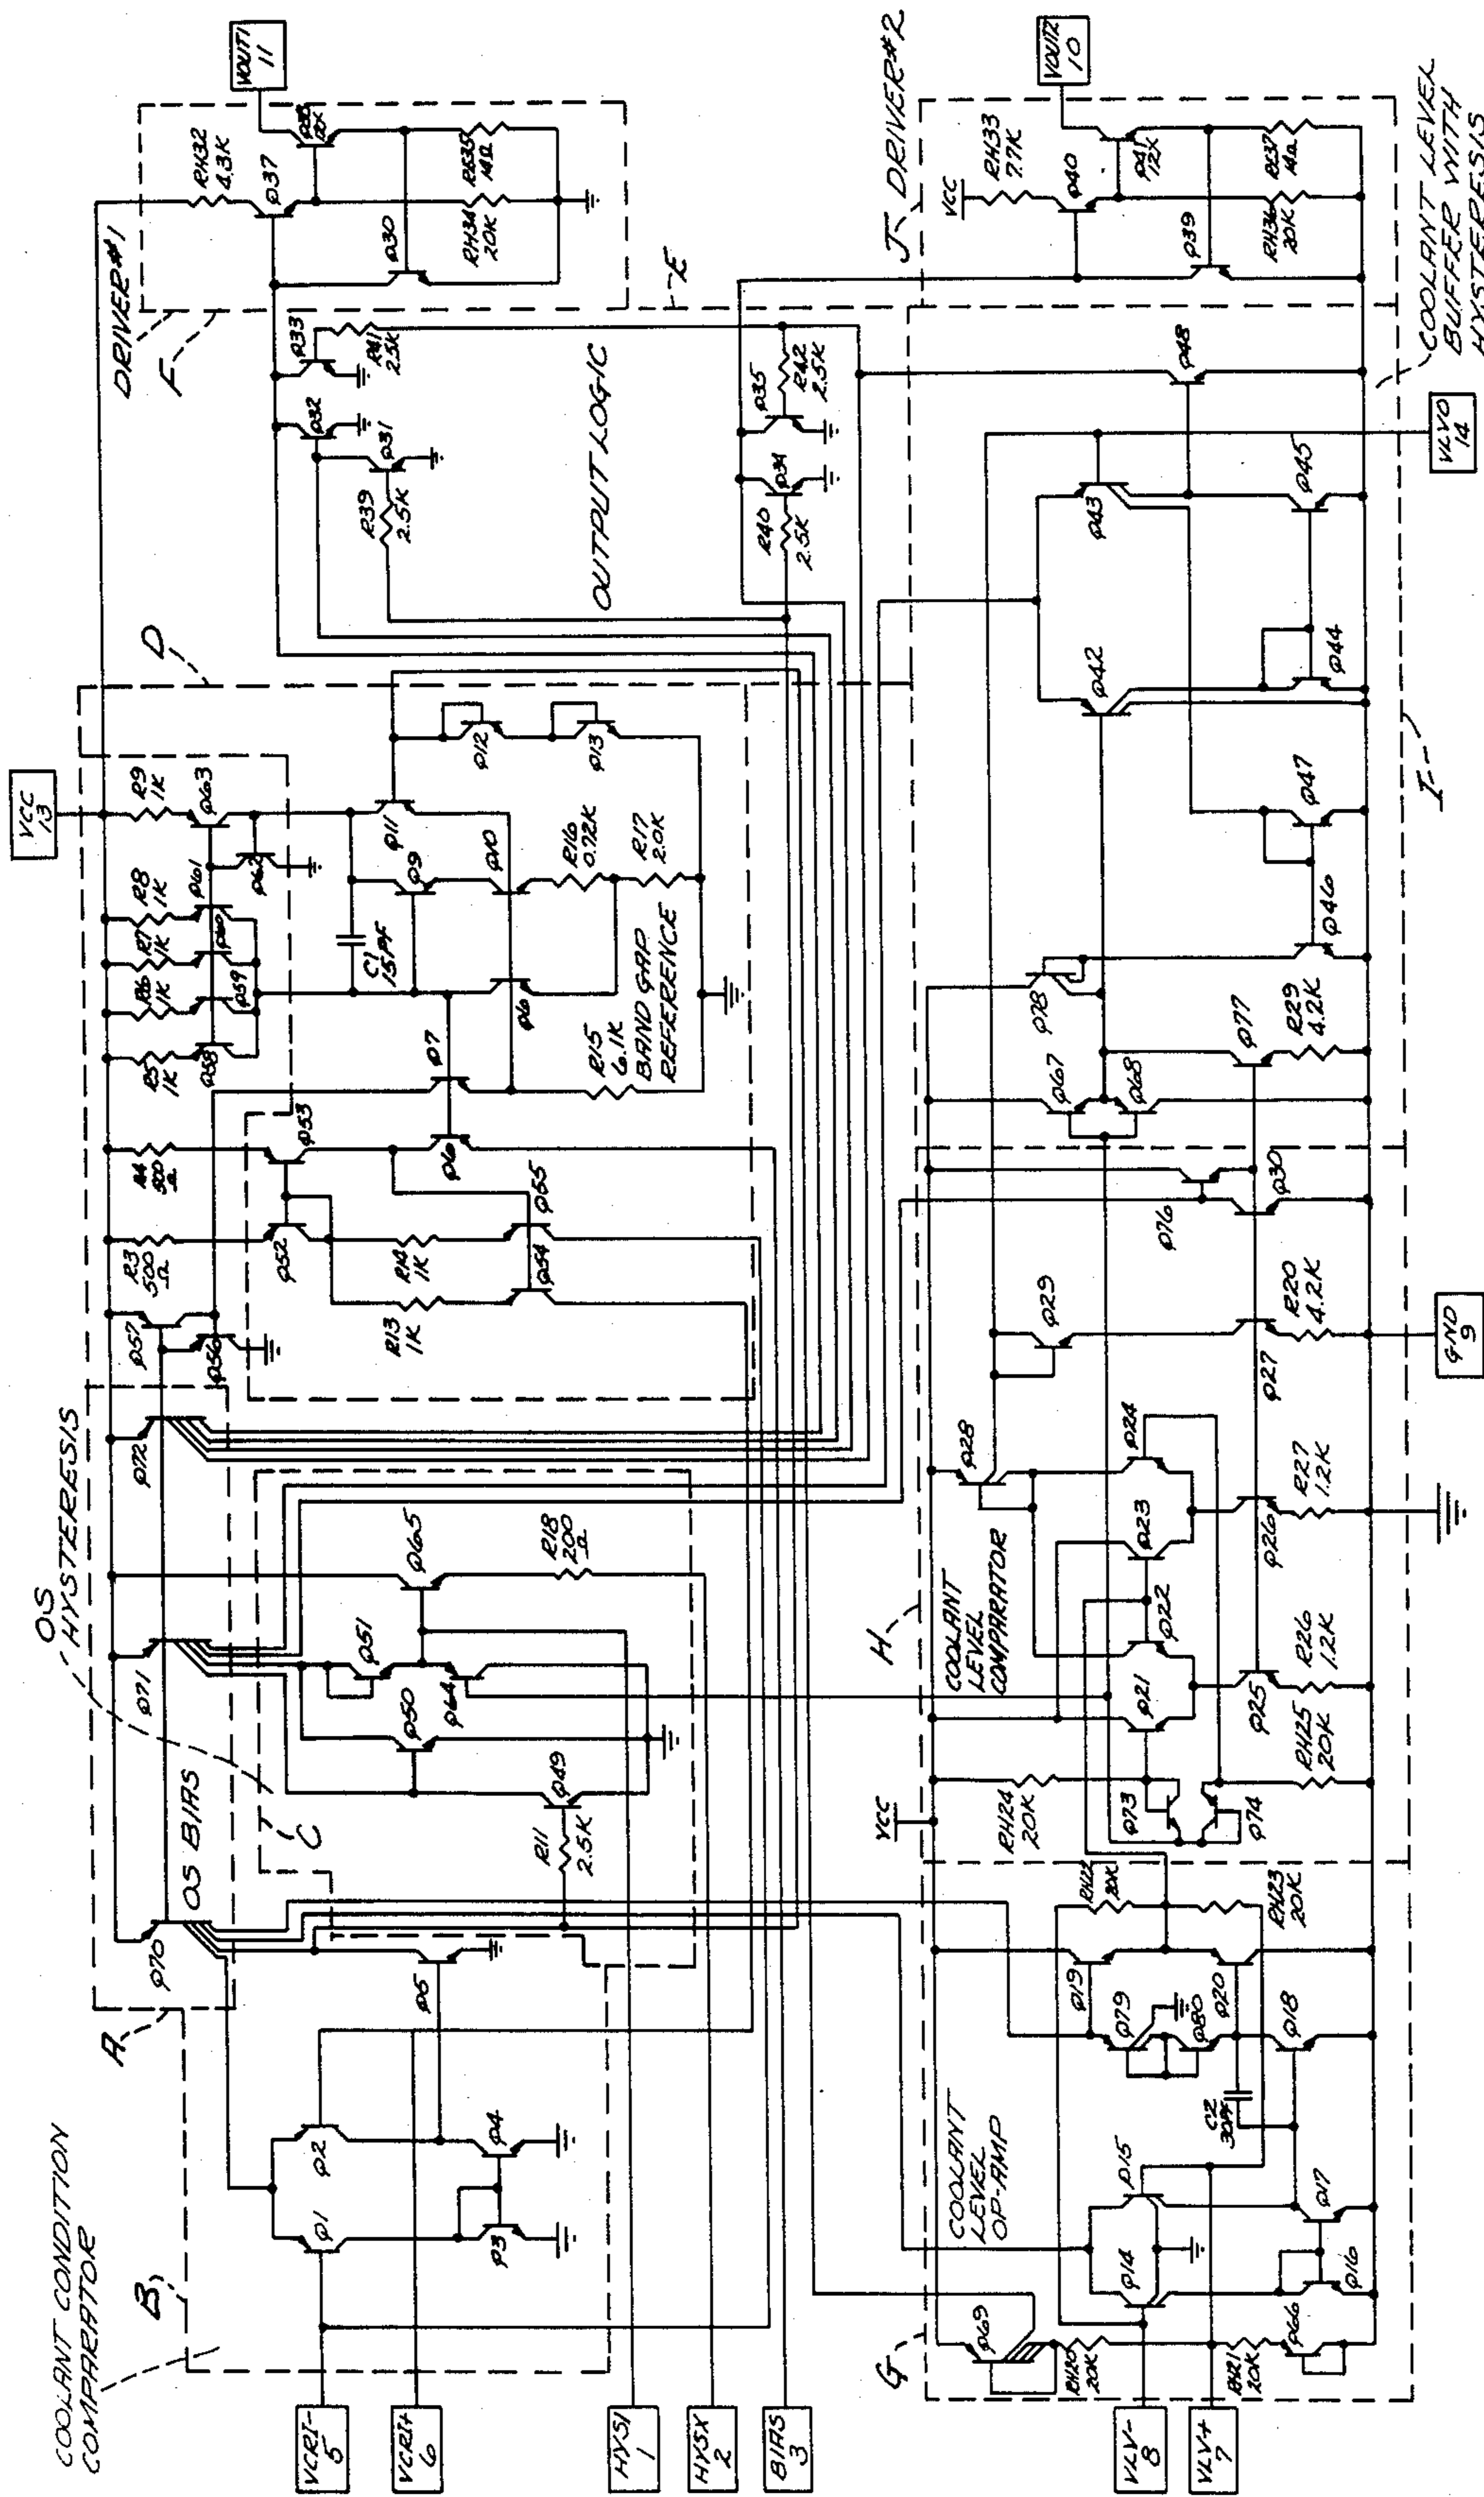 VCC
13
DRIVER #1
F
RH32
4.3K
VOUT1
11
Q37
12X
Q30
RH34
20K
RG35
14Ω
E
Q33
R41
2.5K
Q32
Q31
R39
2.5K
OUTPUT LOGIC
R40
2.5K
Q34
Q35
R42
2.5K
D
R9
1K
Q63
Q62
R8
1K
Q61
R7
1K
Q60
R6
1K
Q59
R5
1K
Q58
Q12
Q13
Q11
Q9
Q10
C1
15PF
R16
0.72K
R17
2.0K
BAND GAP
REFERENCE
R15
6.1K
Q7
Q6
R4
500
Ω
Q53
Q55
Q52
R14
1K
Q54
R13
1K
R3
500
Ω
Q57
Q56
OS
HYSTERESIS
Q72
Q71
Q65
R18
200
Ω
Q51
Q50
Q64
Q49
R11
2.5K
C
OS BIAS
Q70
A
Q5
Q2
Q1
Q4
Q3
B
COOLANT CONDITION
COMPARATOR
VCRI-
5
VCRI+
6
HYS1
1
HYSX
2
BIAS
3
VLV-
8
VLV+
7
J
DRIVER #2
VCC
RH33
7.7K
VOUT2
10
Q40
Q41
12X
Q39
RH36
20K
RG37
14Ω
COOLANT LEVEL
BUFFER WITH
HYSTERESIS
Q48
VLVO
14
Q43
Q45
Q42
Q44
Q47
Q46
I
Q78
Q77
R29
4.2K
Q67
Q68
Q30
Q76
Q29
R20
4.2K
Q27
GND
9
Q28
Q24
Q23
Q26
R27
1.2K
H
COOLANT
LEVEL
COMPARATOR
Q22
Q21
Q25
R26
1.2K
RH25
20K
VCC
RH24
20K
Q73
Q74
RH22
20K
RH23
20K
Q19
Q79
Q80
Q20
Q18
C2
30PF
COOLANT
LEVEL
OP-AMP
Q15
Q14
Q17
Q16
G
Q69
RH20
20K
RH21
20K
Q66